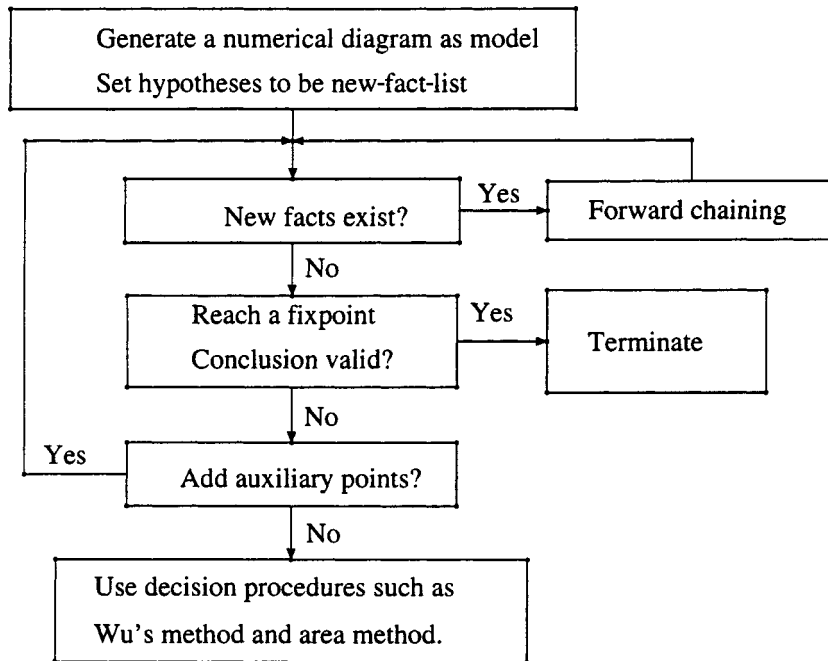 Generate a numerical diagram as model
Set hypotheses to be new-fact-list
Yes
New facts exist?
Forward chaining
No
Reach a fixpoint
Yes
Conclusion valid?
Terminate
No
Yes
Add auxiliary points?
No
Use decision procedures such as
Wu's method and area method.